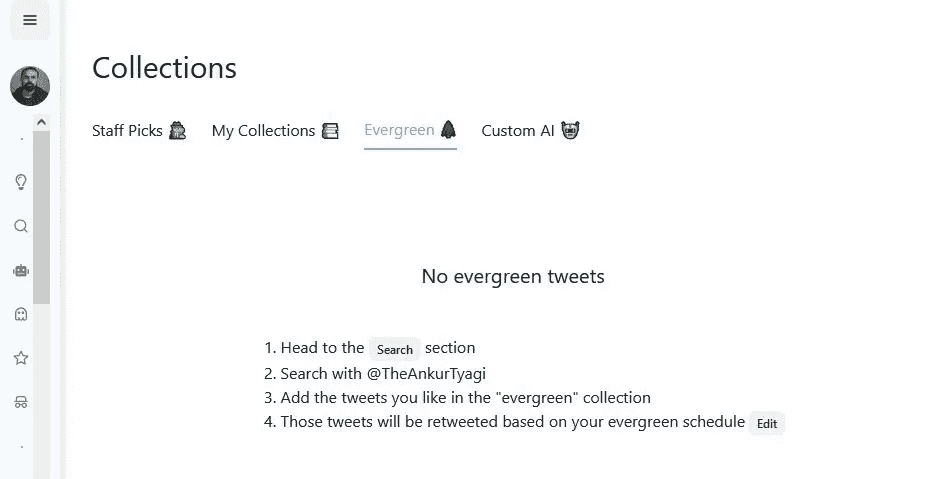 Collections
Staff Picks My Collections Evergreen Custom AI
No evergreen tweets
1. Head to the Search section
2. Search with @TheAnkurTyagi
3. Add the tweets you like in the "evergreen" collection
4. Those tweets will be retweeted based on your evergreen schedule Edit